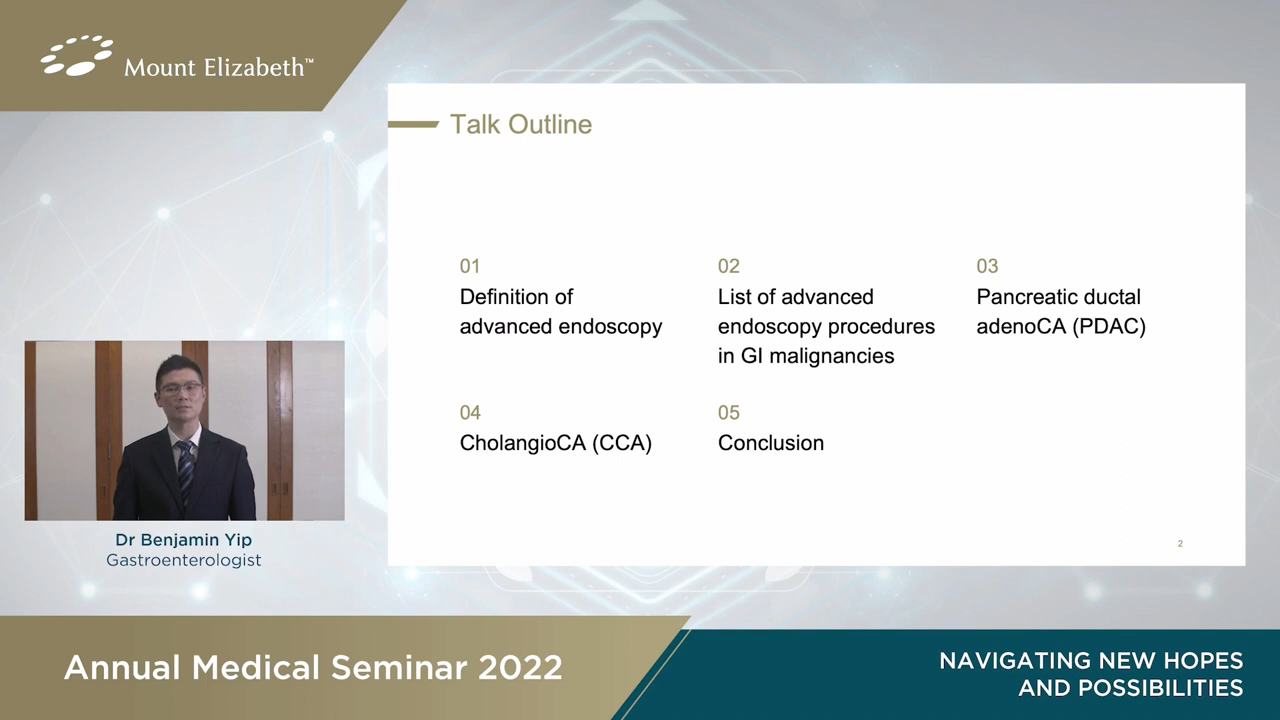 Mount Elizabeth™
Talk Outline
01
Definition of
advanced endoscopy
02
List of advanced
endoscopy procedures
in GI malignancies
03
Pancreatic ductal
adenoCA (PDAC)
04
CholangioCA (CCA)
05
Conclusion
2
Dr Benjamin Yip
Gastroenterologist
Annual Medical Seminar 2022
NAVIGATING NEW HOPES
AND POSSIBILITIES